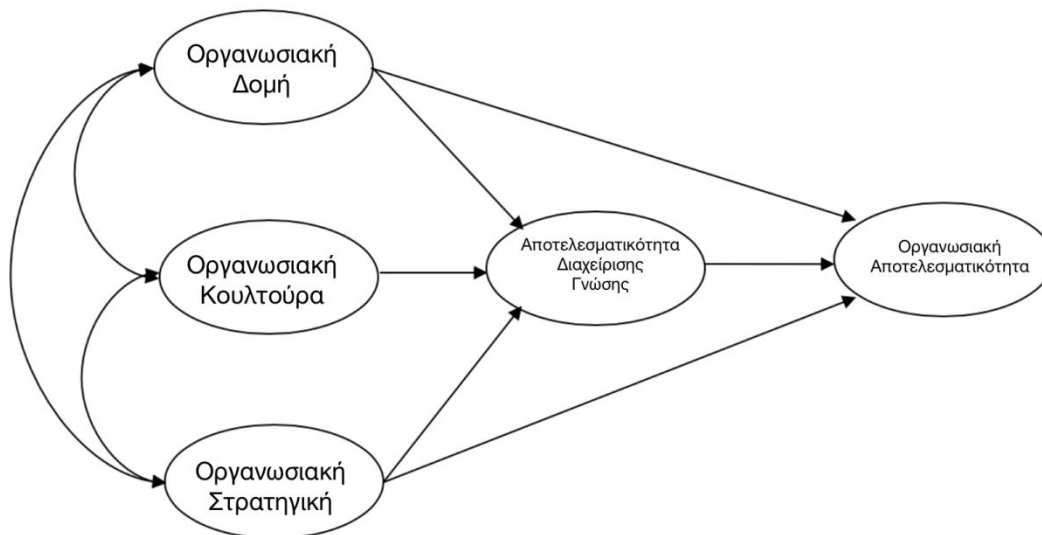 Οργανωσιακή
Δομή
Οργανωσιακή
Κουλτούρα
Αποτελεσματικότητα
Διαχείρισης
Γνώσης
Οργανωσιακή
Αποτελεσματικότητα
Οργανωσιακή
Στρατηγική